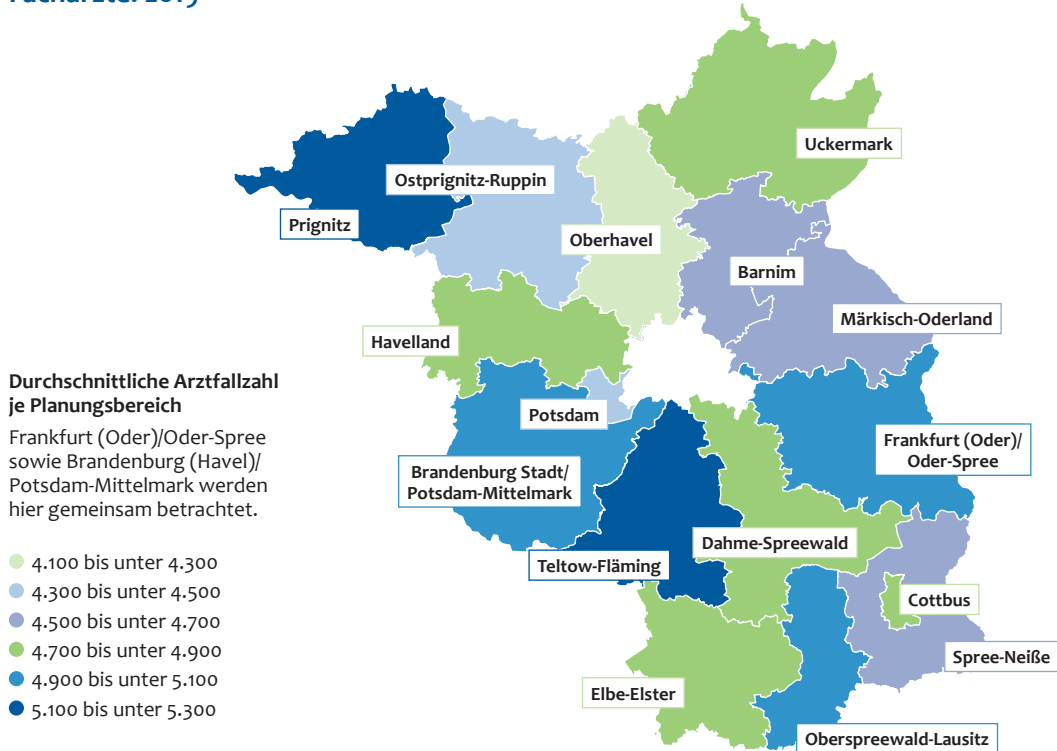 Uckermark
Ostprignitz-Ruppin
Prignitz
Oberhavel
Barnim
Märkisch-Oderland
Havelland
Durchschnittliche Arztfallzahl
je Planungsbereich
Frankfurt (Oder)/Oder-Spree
sowie Brandenburg (Havel)/
Potsdam-Mittelmark werden
hier gemeinsam betrachtet.
Potsdam
Frankfurt (Oder)/
Oder-Spree
Brandenburg Stadt/
Potsdam-Mittelmark
Dahme-Spreewald
Teltow-Fläming
Cottbus
Spree-Neiße
Elbe-Elster
Oberspreewald-Lausitz
4.100 bis unter 4.300
4.300 bis unter 4.500
4.500 bis unter 4.700
4.700 bis unter 4.900
4.900 bis unter 5.100
5.100 bis unter 5.300